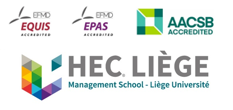 EFMD
EQUIS
ACCREDITED
EFMD
EPAS
ACCREDITED
AACSB
ACCREDITED
HEC. LIÈGE
Management School - Liège Université